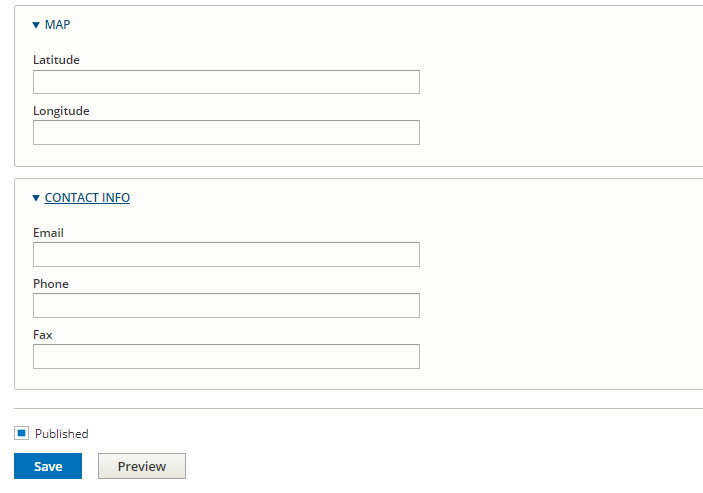 MAP
Latitude
Longitude
CONTACT INFO
Email
Phone
Fax
Published
Save Preview